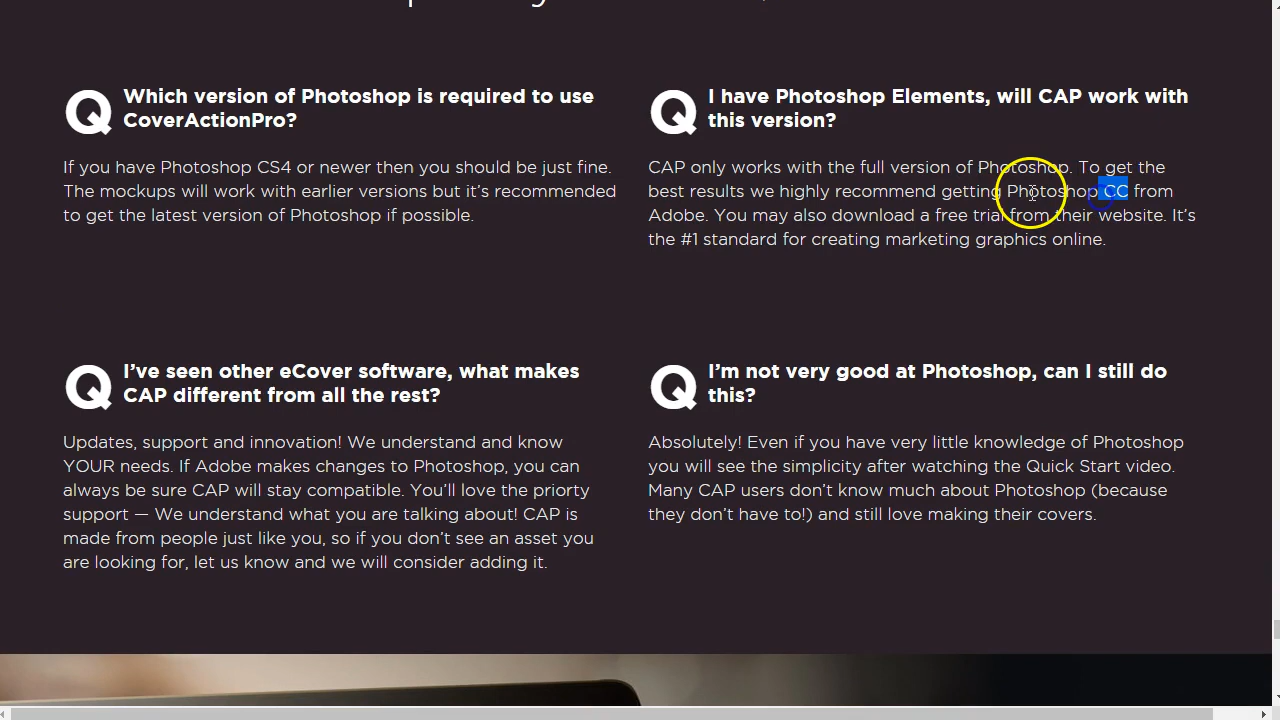 Q Which version of Photoshop is required to use
CoverActionPro?
If you have Photoshop CS4 or newer then you should be just fine.
The mockups will work with earlier versions but it’s recommended
to get the latest version of Photoshop if possible.
Q I have Photoshop Elements, will CAP work with
this version?
CAP only works with the full version of Photoshop. To get the
best results we highly recommend getting Photoshop CC from
Adobe. You may also download a free trial from their website. It’s
the #1 standard for creating marketing graphics online.
Q I’ve seen other eCover software, what makes
CAP different from all the rest?
Updates, support and innovation! We understand and know
YOUR needs. If Adobe makes changes to Photoshop, you can
always be sure CAP will stay compatible. You’ll love the priorty
support — We understand what you are talking about! CAP is
made from people just like you, so if you don’t see an asset you
are looking for, let us know and we will consider adding it.
Q I’m not very good at Photoshop, can I still do
this?
Absolutely! Even if you have very little knowledge of Photoshop
you will see the simplicity after watching the Quick Start video.
Many CAP users don’t know much about Photoshop (because
they don’t have to!) and still love making their covers.